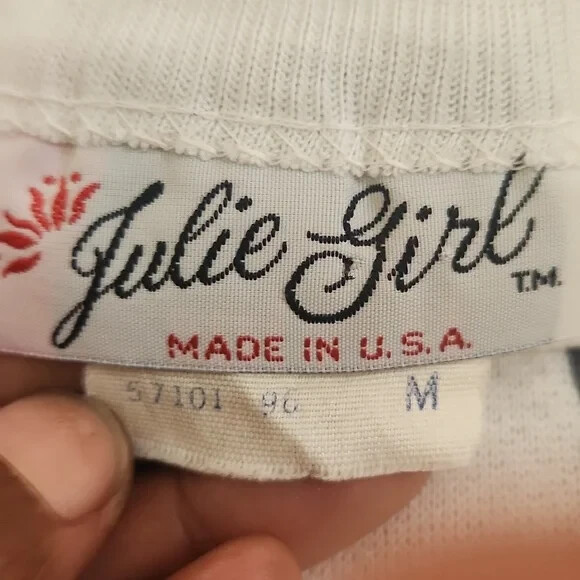 Julie Girl T.M.
MADE IN U.S.A.
57101 96 M